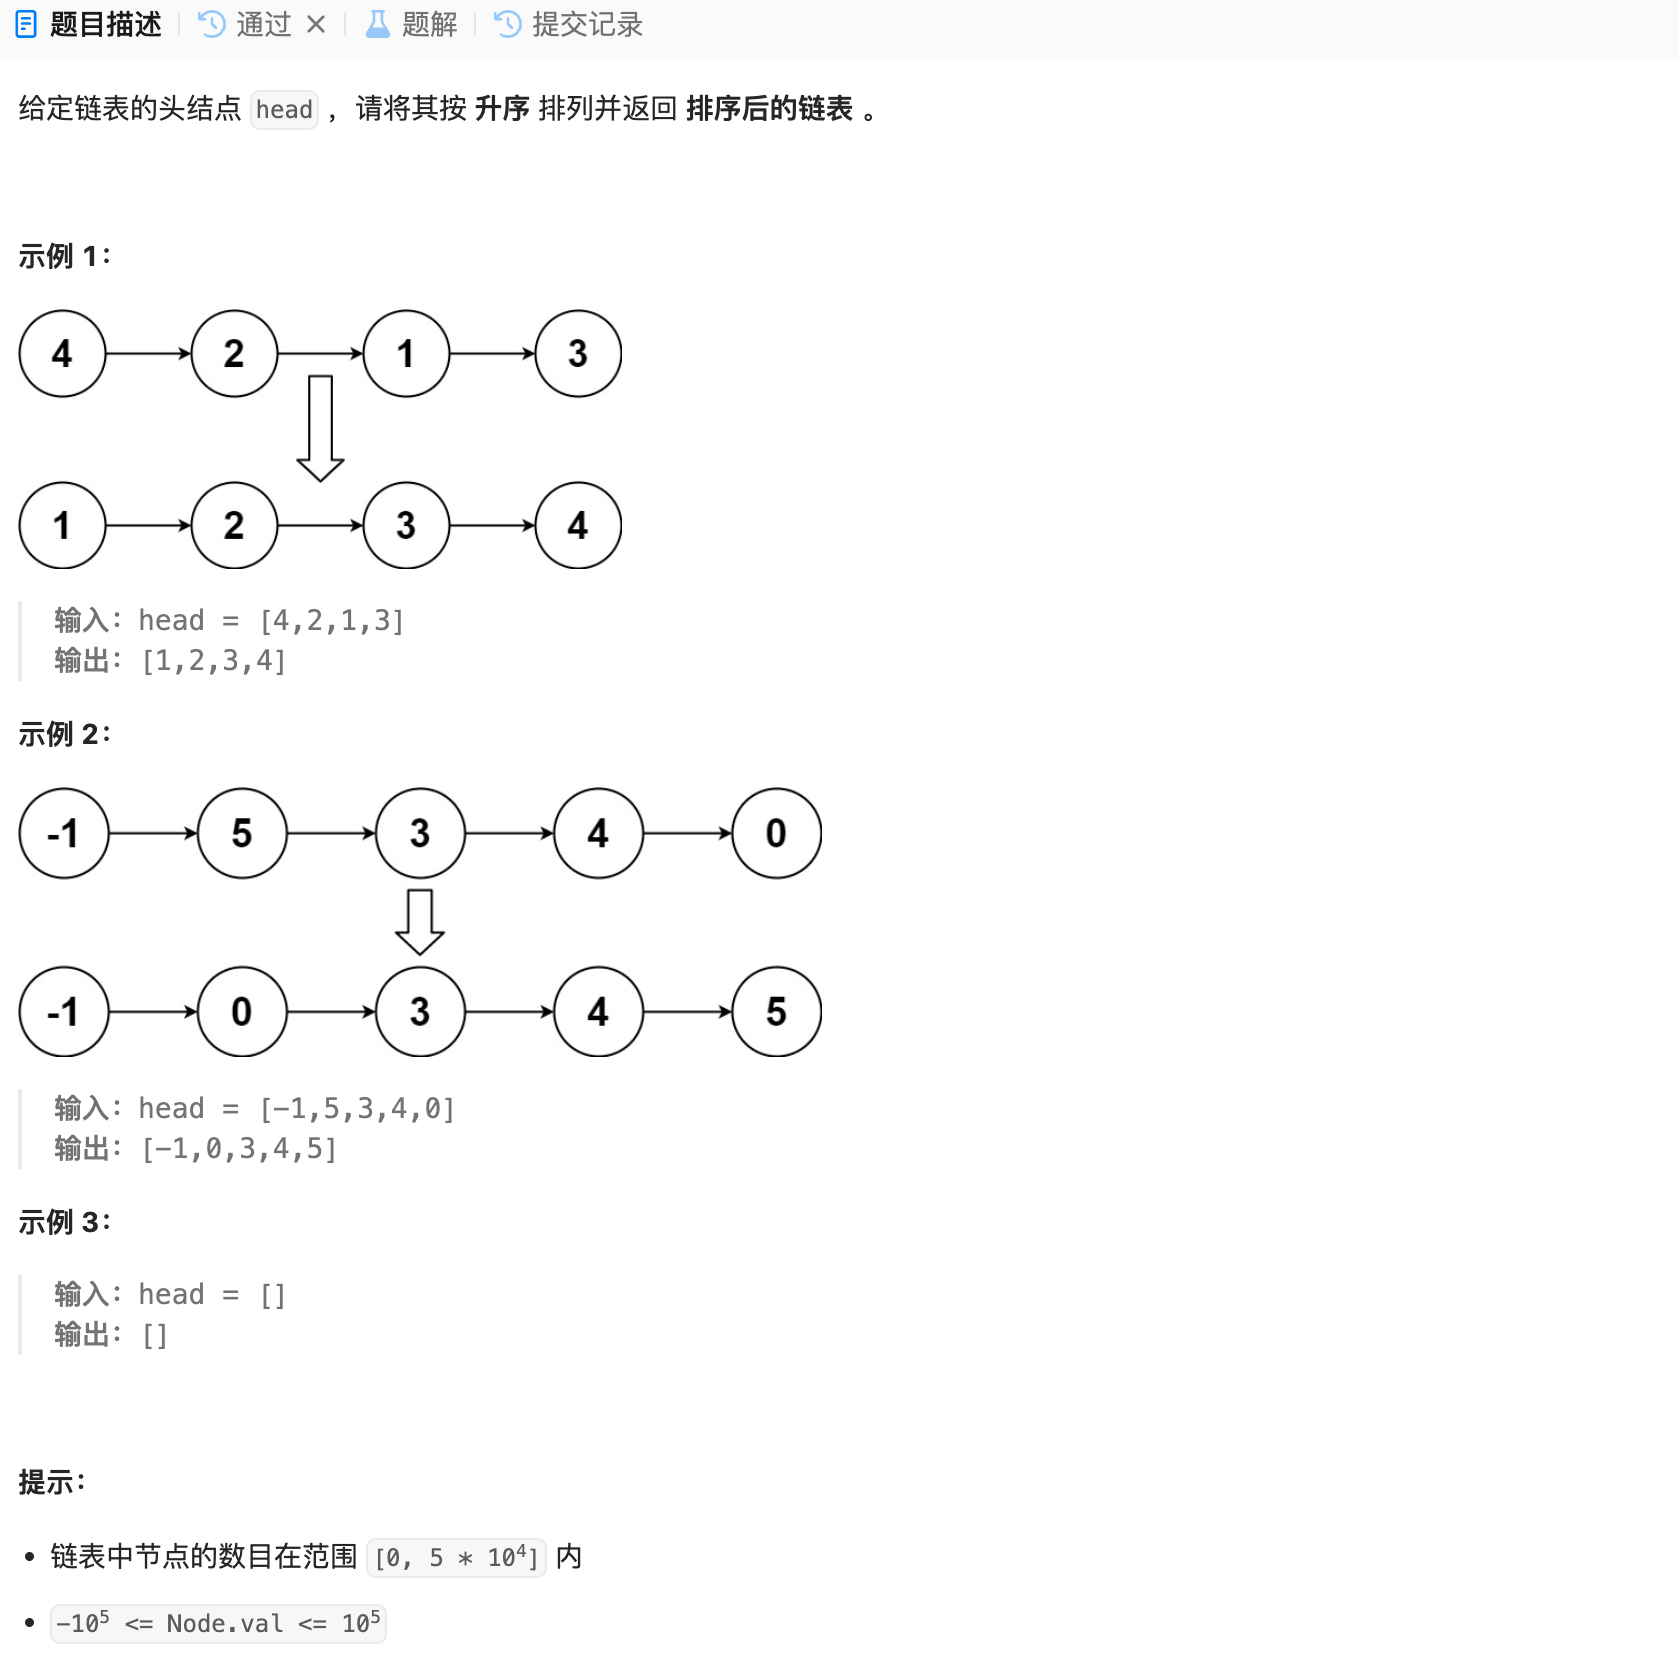 题目描述 通过 题解 提交记录
给定链表的头结点 head ，请将其按 升序 排列并返回 排序后的链表 。
示例 1：
4 2 1 3
1 2 3 4
输入：head = [4,2,1,3]
输出：[1,2,3,4]
示例 2：
-1 5 3 4 0
-1 0 3 4 5
输入：head = [-1,5,3,4,0]
输出：[-1,0,3,4,5]
示例 3：
输入：head = []
输出：[]
提示：
• 链表中节点的数目在范围 [0, 5 * 10⁴] 内
• -10⁵ <= Node.val <= 10⁵